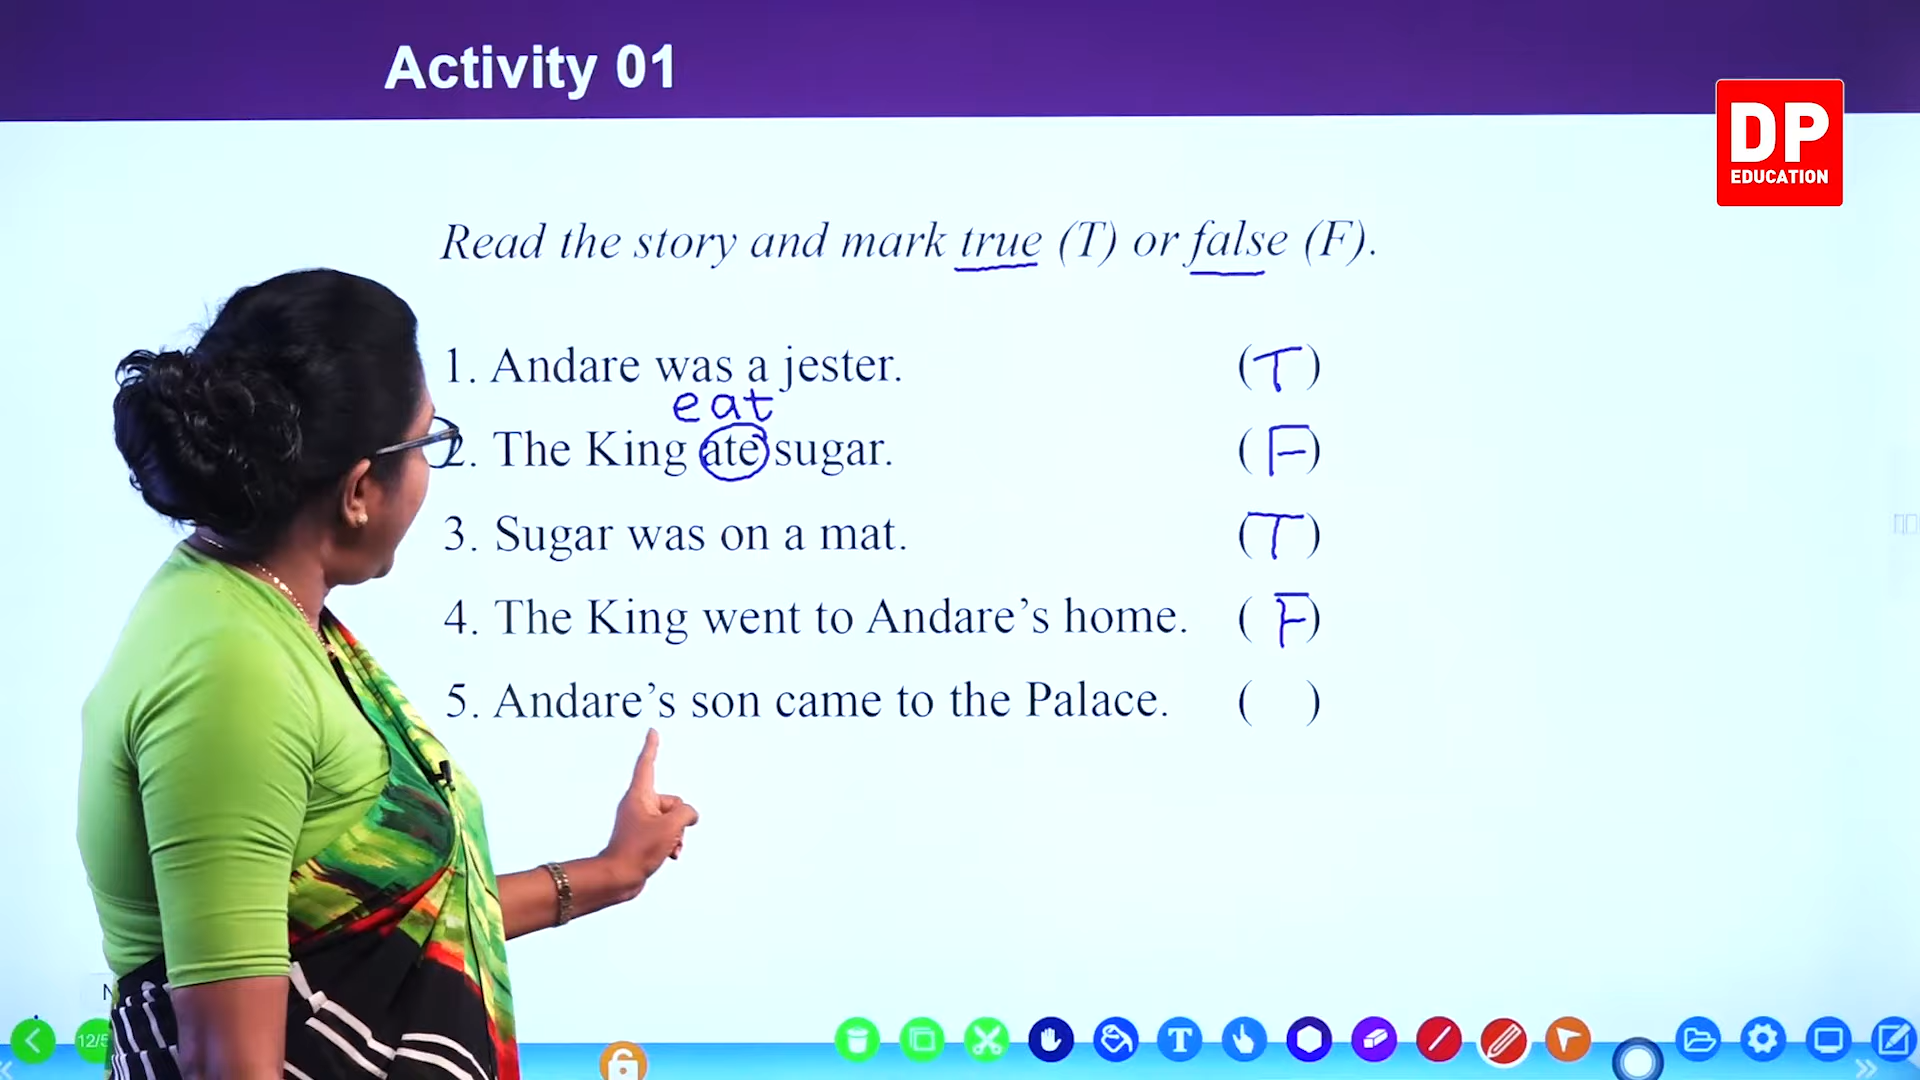 Activity 01
DP
EDUCATION
Read the story and mark true (T) or false (F).
1. Andare was a jester. (T)
eat
2. The King ate sugar. (F)
3. Sugar was on a mat. (T)
4. The King went to Andare’s home. (F)
5. Andare’s son came to the Palace. ( )
12/5
T